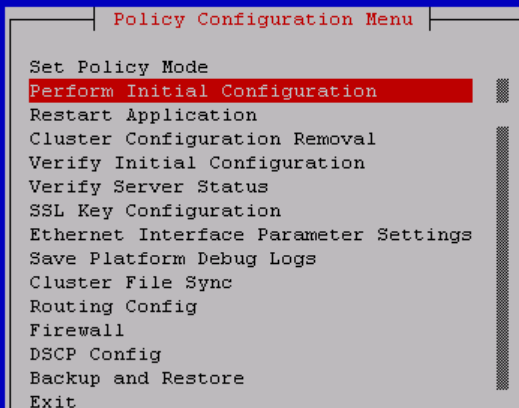 Policy Configuration Menu
Set Policy Mode
Perform Initial Configuration
Restart Application
Cluster Configuration Removal
Verify Initial Configuration
Verify Server Status
SSL Key Configuration
Ethernet Interface Parameter Settings
Save Platform Debug Logs
Cluster File Sync
Routing Config
Firewall
DSCP Config
Backup and Restore
Exit